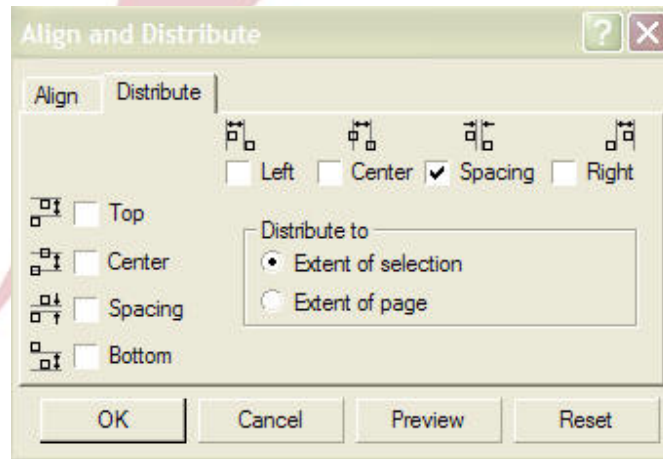 Align and Distribute
Align Distribute
Left Center Spacing Right
Top
Center
Spacing
Bottom
Distribute to
Extent of selection
Extent of page
OK Cancel Preview Reset